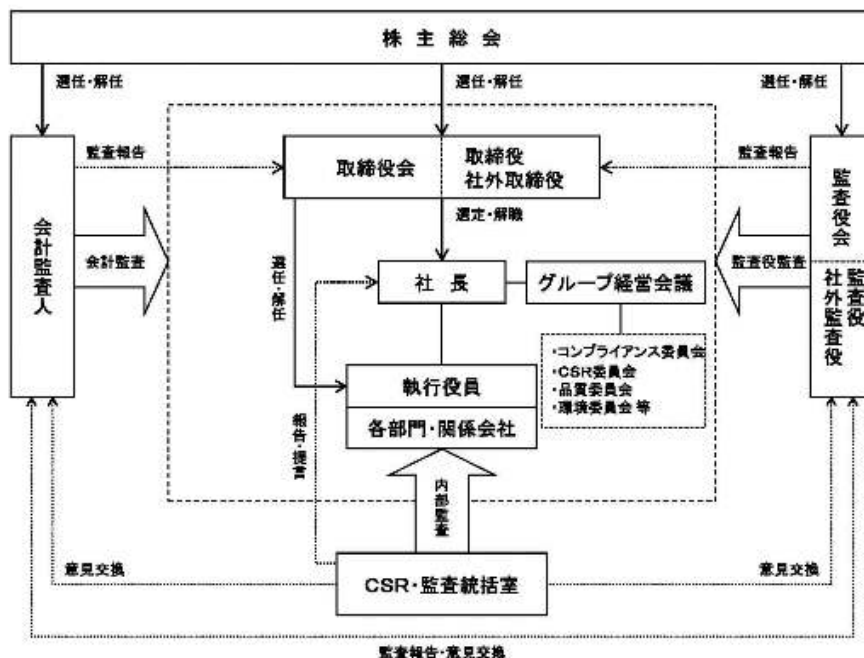 株主総会
選任・解任
選任・解任
選任・解任
監査報告
取締役会
取締役
社外取締役
監査報告
会計監査人
監査役会
監査役
社外監査役
会計監査
選任・解任
選定・解職
監査役監査
社長
グループ経営会議
・コンプライアンス委員会
・CSR委員会
・品質委員会
・環境委員会 等
執行役員
各部門・関係会社
報告・提言
内部監査
意見交換
CSR・監査統括室
意見交換
監査報告・意見交換